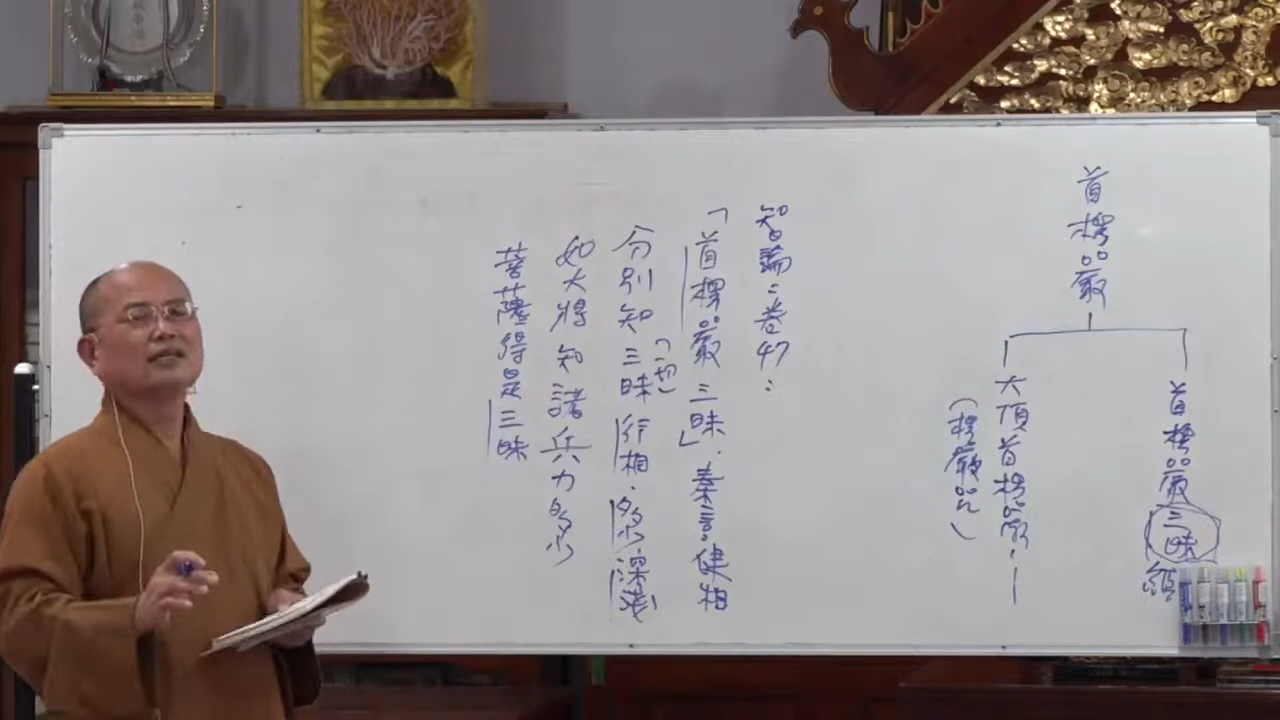 首楞嚴
首楞嚴三昧經
大頂首楞嚴
(楞嚴咒)
智論:卷47:
「首楞嚴三昧」.秦言.健相
分別知三昧行相.多少深淺
(一切)
如大將知諸兵力多少
菩薩得是三昧